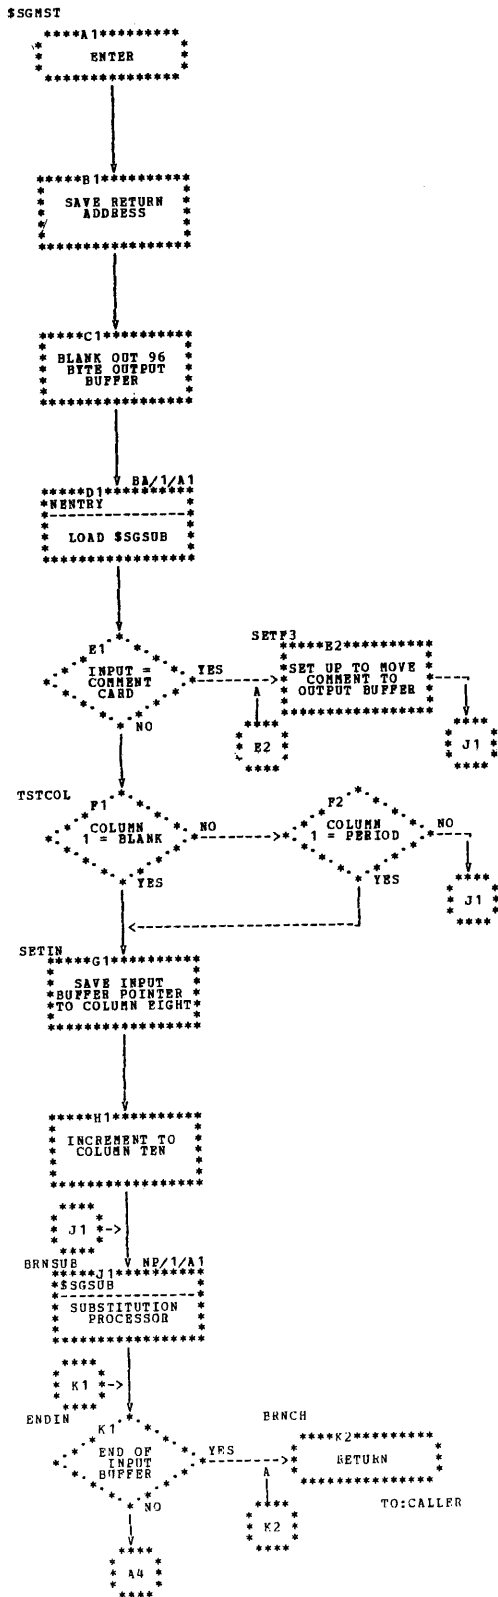 $SGMST
A1
ENTER
B1
SAVE RETURN
ADDRESS
C1
BLANK OUT 96
BYTE OUTPUT
BUFFER
BA/1/A1
D1
NENTRY
LOAD $SGSUB
E1
INPUT =
COMMENT
CARD
YES
NO
SETF3
E2
SET UP TO MOVE
COMMENT TO
OUTPUT BUFFER
A
E2
J1
TSTCOL
F1
COLUMN
1 = BLANK
NO
YES
F2
COLUMN
1 = PERIOD
NO
YES
J1
SETIN
G1
SAVE INPUT
BUFFER POINTER
TO COLUMN EIGHT
H1
INCREMENT TO
COLUMN TEN
J1
BRNSUB
NP/1/A1
J1
$SGSUB
SUBSTITUTION
PROCESSOR
K1
ENDIN
K1
END OF
INPUT
BUFFER
YES
NO
BRNCH
K2
RETURN
TO:CALLER
A
K2
A4